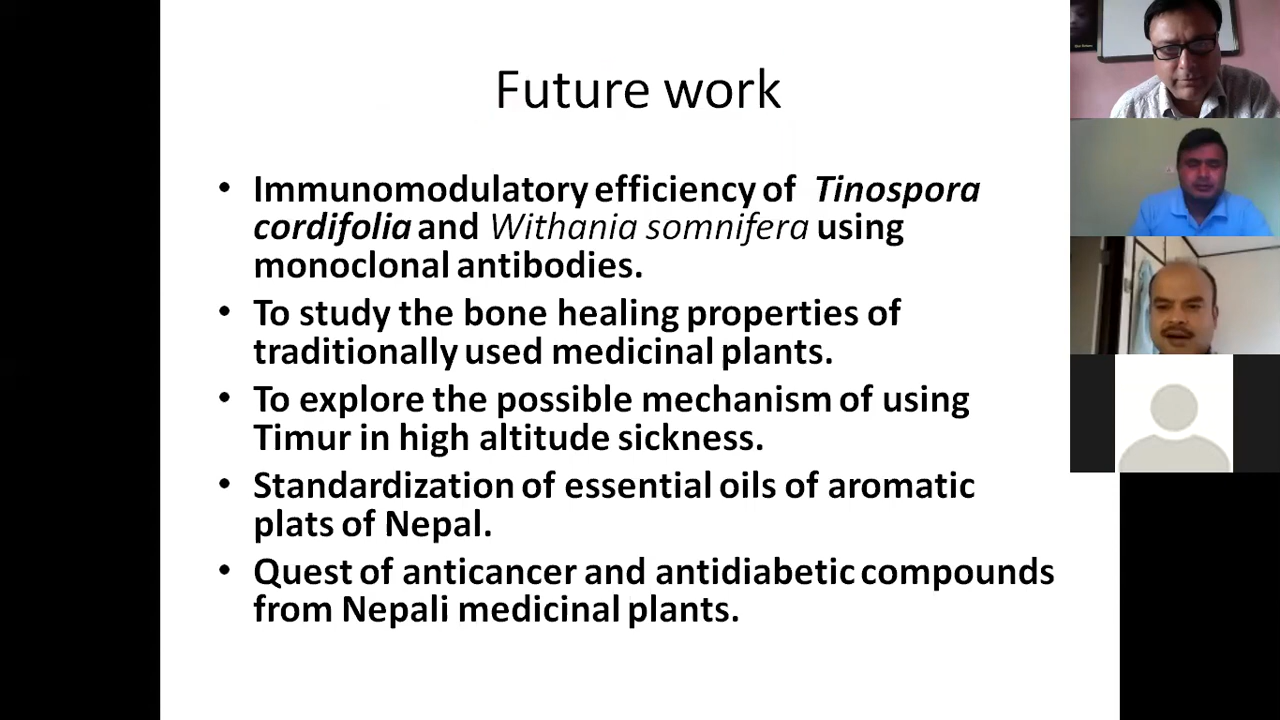 Future work
• Immunomodulatory efficiency of Tinospora
cordifolia and Withania somnifera using
monoclonal antibodies.
• To study the bone healing properties of
traditionally used medicinal plants.
• To explore the possible mechanism of using
Timur in high altitude sickness.
• Standardization of essential oils of aromatic
plats of Nepal.
• Quest of anticancer and antidiabetic compounds
from Nepali medicinal plants.